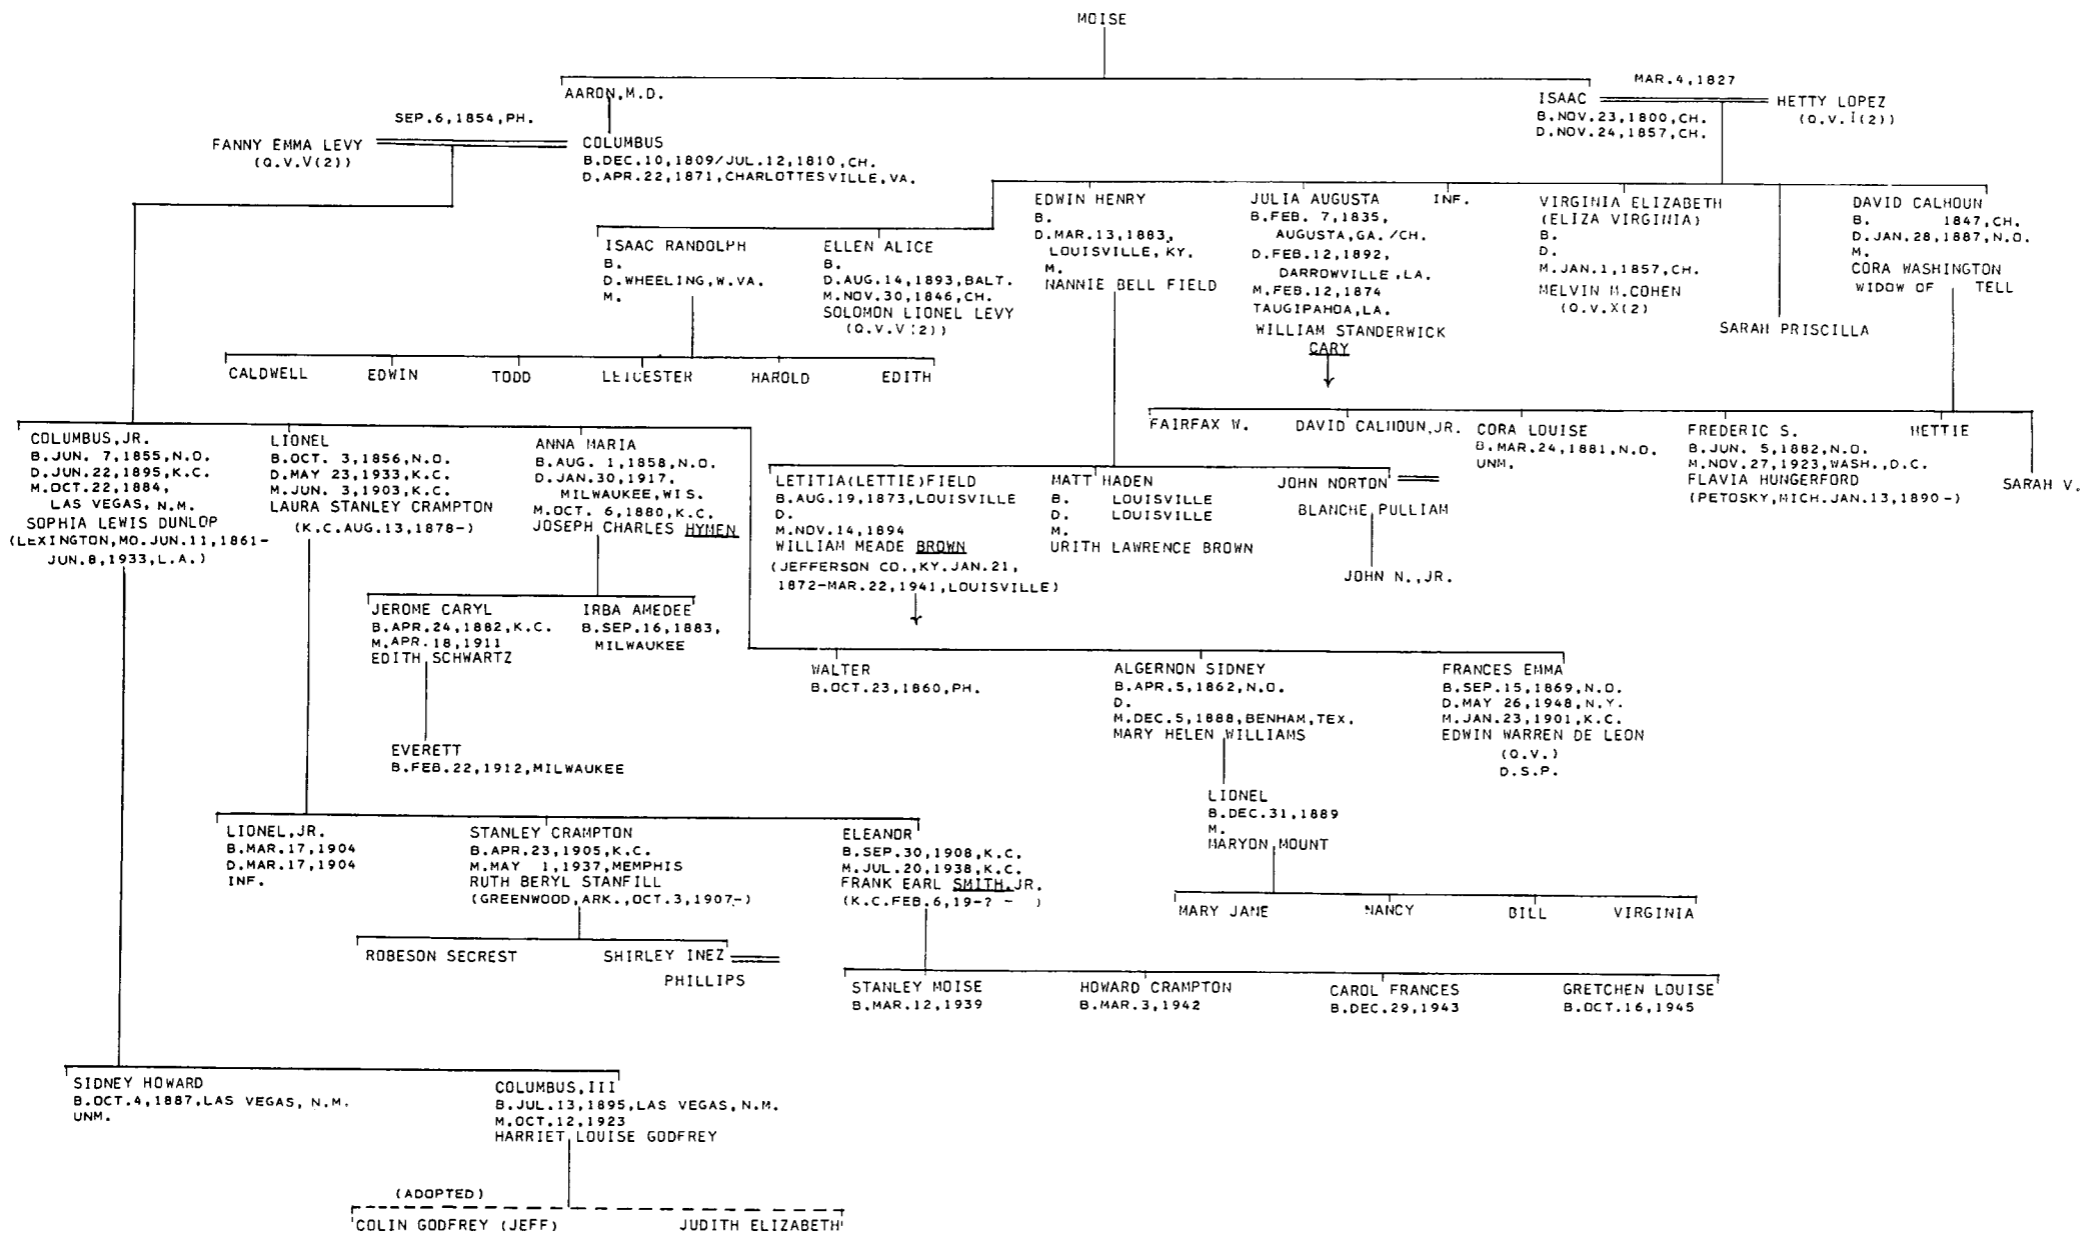 MOISE
AARON,M.D.
MAR.4,1827
ISAAC
B.NOV.23,1800,CH.
D.NOV.24,1857,CH.
HETTY LOPEZ
(Q.V.I(2))
SEP.6,1854,PH.
FANNY EMMA LEVY
(Q.V.V(2))
COLUMBUS
B.DEC.10,1809/JUL.12,1810,CH.
D.APR.22,1871,CHARLOTTESVILLE,VA.
ISAAC RANDOLPH
B.
D.WHEELING,W.VA.
M.
ELLEN ALICE
B.
D.AUG.14,1893,BALT.
M.NOV.30,1846,CH.
SOLOMON LIONEL LEVY
(Q.V.V(2))
EDWIN HENRY
B.
D.MAR.13,1883,
LOUISVILLE,KY.
M.
NANNIE BELL FIELD
JULIA AUGUSTA
B.FEB. 7,1835,
AUGUSTA,GA./CH.
D.FEB.12,1892,
DARROWVILLE,LA.
M.FEB.12,1874
TAUGIPAHOA,LA.
WILLIAM STANDERWICK
CARY
INF.
VIRGINIA ELIZABETH
(ELIZA VIRGINIA)
B.
D.
M.JAN.1,1857,CH.
MELVIN M.COHEN
(Q.V.X(2)
SARAH PRISCILLA
DAVID CALHOUN
B. 1847,CH.
D.JAN.28,1887,N.O.
M.
CORA WASHINGTON
WIDOW OF TELL
CALDWELL
EDWIN
TODD
LEICESTER
HAROLD
EDITH
FAIRFAX W.
DAVID CALHOUN,JR.
CORA LOUISE
B.MAR.24,1881,N.O.
UNM.
FREDERIC S.
B.JUN. 5,1882,N.O.
M.NOV.27,1923,WASH.,D.C.
FLAVIA HUNGERFORD
(PETOSKY,MICH.JAN.13,1890-)
HETTIE
SARAH V.
COLUMBUS,JR.
B.JUN. 7,1855,N.O.
D.JUN.22,1895,K.C.
M.OCT.22,1884,
LAS VEGAS, N.M.
SOPHIA LEWIS DUNLOP
(LEXINGTON,MO.JUN.11,1861-
JUN.8,1933,L.A.)
LIONEL
B.OCT. 3,1856,N.O.
D.MAY 23,1933,K.C.
M.JUN. 3,1903,K.C.
LAURA STANLEY CRAMPTON
(K.C.AUG.13,1878-)
ANNA MARIA
B.AUG. 1,1858,N.O.
D.JAN.30,1917,
MILWAUKEE,WIS.
M.OCT. 6,1880,K.C.
JOSEPH CHARLES HYMEN
LETITIA(LETTIE)FIELD
B.AUG.19,1873,LOUISVILLE
D.
M.NOV.14,1894
WILLIAM MEADE BROWN
(JEFFERSON CO.,KY.JAN.21,
1872-MAR.22,1941,LOUISVILLE)
MATT HADEN
B. LOUISVILLE
D. LOUISVILLE
M.
URITH LAWRENCE BROWN
JOHN NORTON
BLANCHE PULLIAM
JOHN N.,JR.
JEROME CARYL
B.APR.24,1882,K.C.
M.APR.18,1911
EDITH SCHWARTZ
IRBA AMEDEE
B.SEP.16,1883,
MILWAUKEE
EVERETT
B.FEB.22,1912,MILWAUKEE
WALTER
B.OCT.23,1860,PH.
ALGERNON SIDNEY
B.APR.5,1862,N.O.
D.
M.DEC.5,1888,BENHAM,TEX.
MARY HELEN WILLIAMS
FRANCES EMMA
B.SEP.15,1869,N.O.
D.MAY 26,1948,N.Y.
M.JAN.23,1901,K.C.
EDWIN WARREN DE LEON
(Q.V.)
D.S.P.
LIONEL
B.DEC.31,1889
M.
MARYON MOUNT
LIONEL,JR.
B.MAR.17,1904
D.MAR.17,1904
INF.
STANLEY CRAMPTON
B.APR.23,1905,K.C.
M.MAY 1,1937,MEMPHIS
RUTH BERYL STANFILL
(GREENWOOD,ARK.,OCT.3,1907-)
ELEANOR
B.SEP.30,1908,K.C.
M.JUL.20,1938,K.C.
FRANK EARL SMITH,JR.
(K.C.FEB.6,19-? - )
MARY JANE
NANCY
BILL
VIRGINIA
ROBESON SECREST
SHIRLEY INEZ
PHILLIPS
STANLEY MOISE
B.MAR.12,1939
HOWARD CRAMPTON
B.MAR.3,1942
CAROL FRANCES
B.DEC.29,1943
GRETCHEN LOUISE
B.OCT.16,1945
SIDNEY HOWARD
B.OCT.4,1887,LAS VEGAS, N.M.
UNM.
COLUMBUS,III
B.JUL.13,1895,LAS VEGAS,N.M.
M.OCT.12,1923
HARRIET LOUISE GODFREY
(ADOPTED)
COLIN GODFREY (JEFF)
JUDITH ELIZABETH